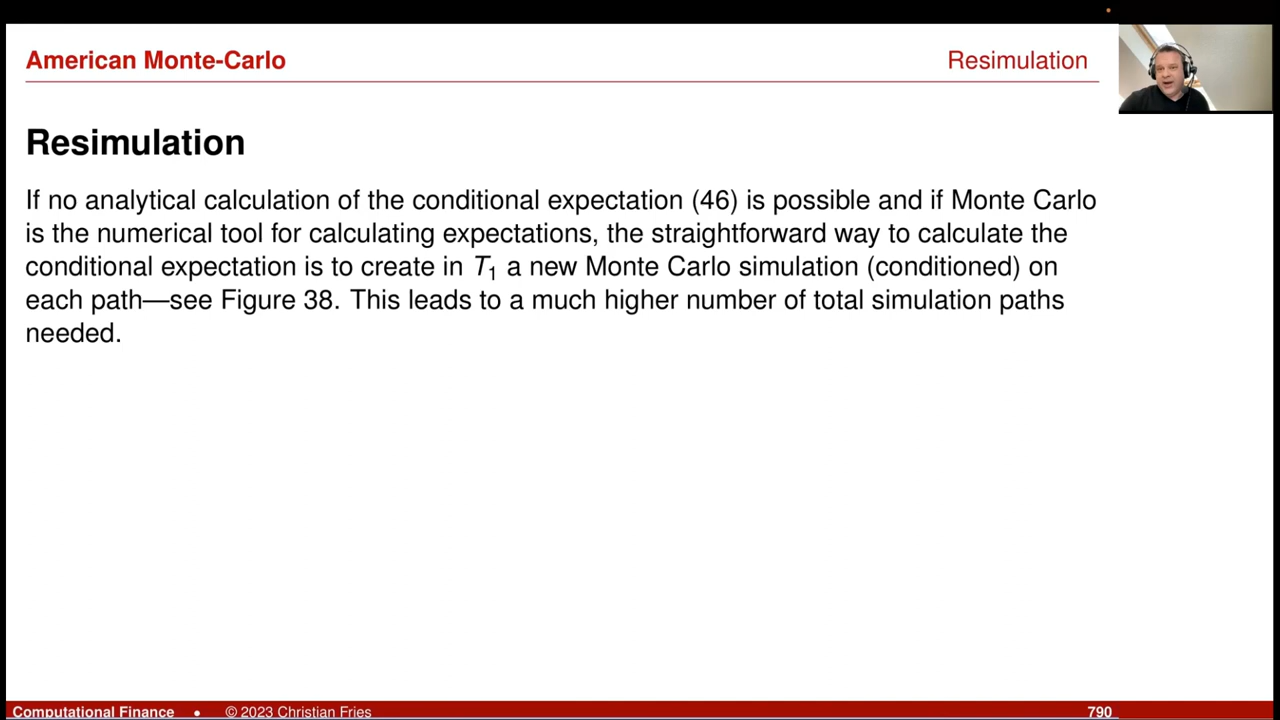 American Monte-Carlo
Resimulation
Resimulation
If no analytical calculation of the conditional expectation (46) is possible and if Monte Carlo
is the numerical tool for calculating expectations, the straightforward way to calculate the
conditional expectation is to create in T₁ a new Monte Carlo simulation (conditioned) on
each path—see Figure 38. This leads to a much higher number of total simulation paths
needed.
Computational Finance • © 2023 Christian Fries
790